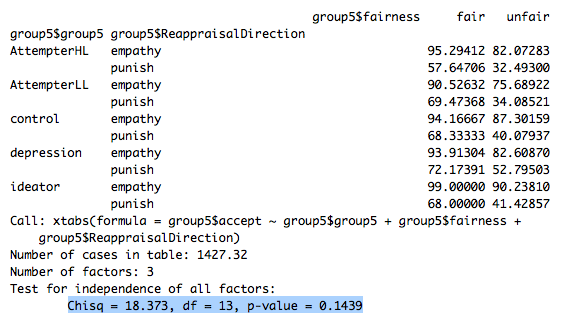 group5$fairness fair unfair
group5$group5 group5$ReappraisalDirection
AttempterHL empathy 95.29412 82.07283
punish 57.64706 32.49300
AttempterLL empathy 90.52632 75.68922
punish 69.47368 34.08521
control empathy 94.16667 87.30159
punish 68.33333 40.07937
depression empathy 93.91304 82.60870
punish 72.17391 52.79503
ideator empathy 99.00000 90.23810
punish 68.00000 41.42857
Call: xtabs(formula = group5$accept ~ group5$group5 + group5$fairness +
group5$ReappraisalDirection)
Number of cases in table: 1427.32
Number of factors: 3
Test for independence of all factors:
Chisq = 18.373, df = 13, p-value = 0.1439